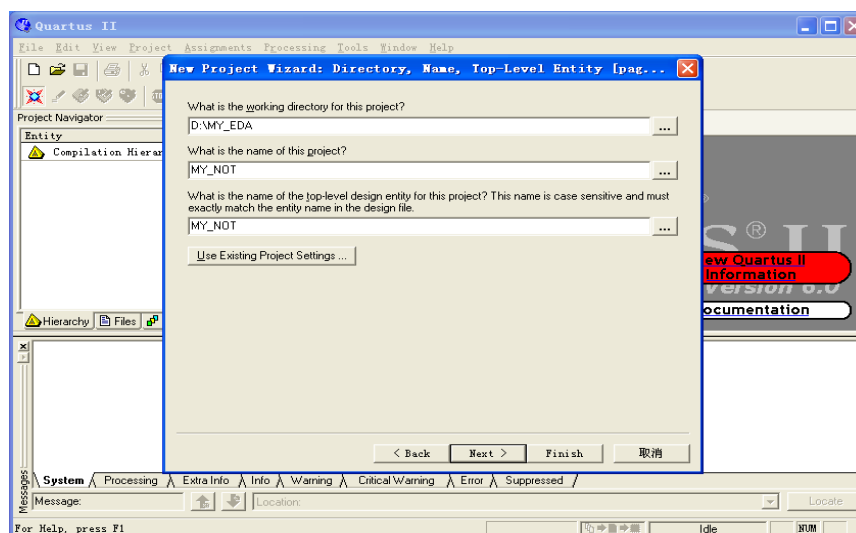 Quartus II
File Edit View Project Assignments Processing Tools Window Help
New Project Wizard: Directory, Name, Top-Level Entity [pag...
Project Navigator
Entity
Compilation Hierar
What is the working directory for this project?
D:\MY_EDA
...
What is the name of this project?
MY_NOT
...
What is the name of the top-level design entity for this project? This name is case sensitive and must
exactly match the entity name in the design file.
MY_NOT
...
Use Existing Project Settings ...
S® II
ew Quartus II
Information
Version 6.0
ocumentation
Hierarchy Files
< Back Next > Finish 取消
System Processing Extra Info Info Warning Critical Warning Error Suppressed
Messages
Message: Location: Locate
For Help, press F1 Idle NUM